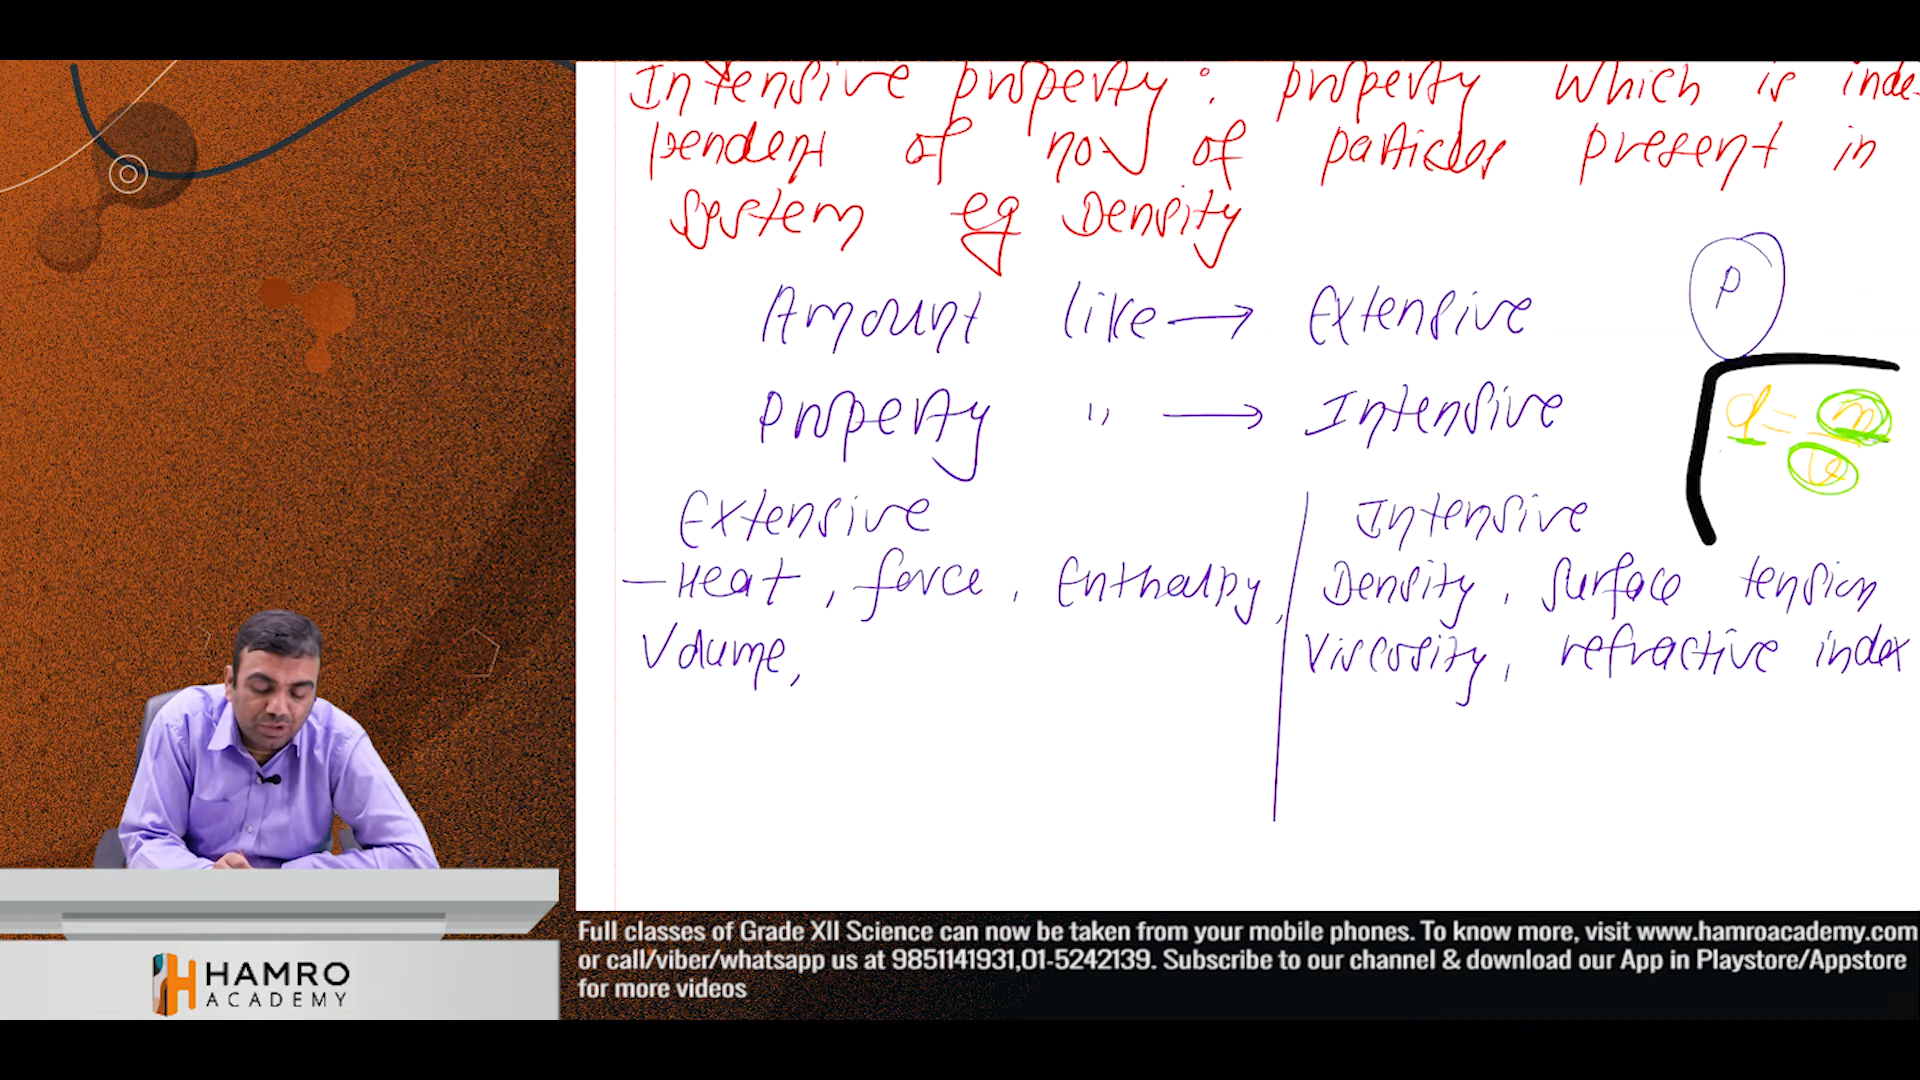 Intensive property : property which is inde-
pendent of nos of particles present in
system eg Density
P
Amount like → Extensive
Property " → Intensive
d = m
v
Extensive
Intensive
- Heat, force, Enthalpy,
Density, surface tension
Volume,
Viscosity, refractive index
HAMRO
ACADEMY
Full classes of Grade XII Science can now be taken from your mobile phones. To know more, visit www.hamroacademy.com
or call/viber/whatsapp us at 9851141931,01-5242139. Subscribe to our channel & download our App in Playstore/Appstore
for more videos